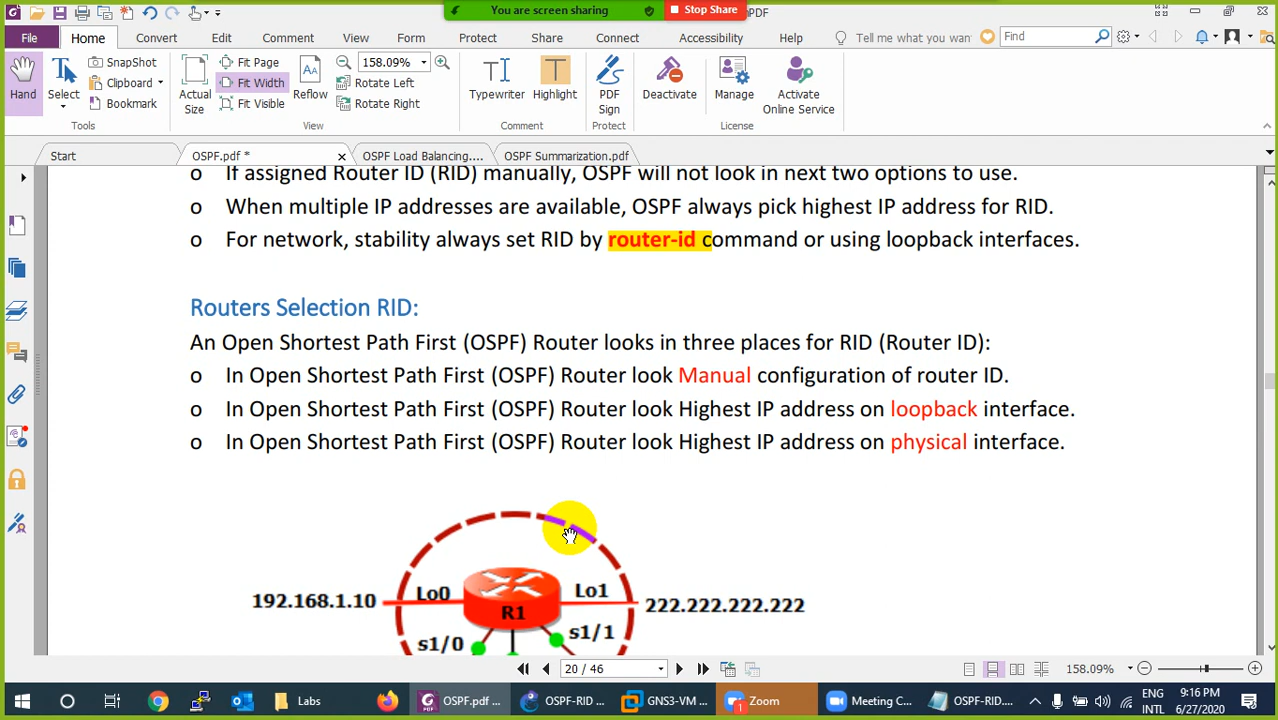 You are screen sharing
Stop Share
PDF
File
Home
Convert
Edit
Comment
View
Form
Protect
Share
Connect
Accessibility
Help
Tell me what you want
Find
Hand
Select
SnapShot
Clipboard
Bookmark
Tools
Actual Size
Fit Page
Fit Width
Fit Visible
Reflow
158.09%
Rotate Left
Rotate Right
View
Typewriter
Highlight
Comment
PDF Sign
Protect
Deactivate
Manage
Activate Online Service
License
Start
OSPF.pdf *
OSPF Load Balancing....
OSPF Summarization.pdf
o If assigned Router ID (RID) manually, OSPF will not look in next two options to use.
o When multiple IP addresses are available, OSPF always pick highest IP address for RID.
o For network, stability always set RID by router-id command or using loopback interfaces.
Routers Selection RID:
An Open Shortest Path First (OSPF) Router looks in three places for RID (Router ID):
o In Open Shortest Path First (OSPF) Router look Manual configuration of router ID.
o In Open Shortest Path First (OSPF) Router look Highest IP address on loopback interface.
o In Open Shortest Path First (OSPF) Router look Highest IP address on physical interface.
192.168.1.10
Lo0
R1
Lo1
222.222.222.222
s1/0
s1/1
20 / 46
158.09%
Labs
OSPF.pdf ...
OSPF-RID ...
GNS3-VM ...
1
Zoom
Meeting C...
OSPF-RID....
ENG
INTL
9:16 PM
6/27/2020